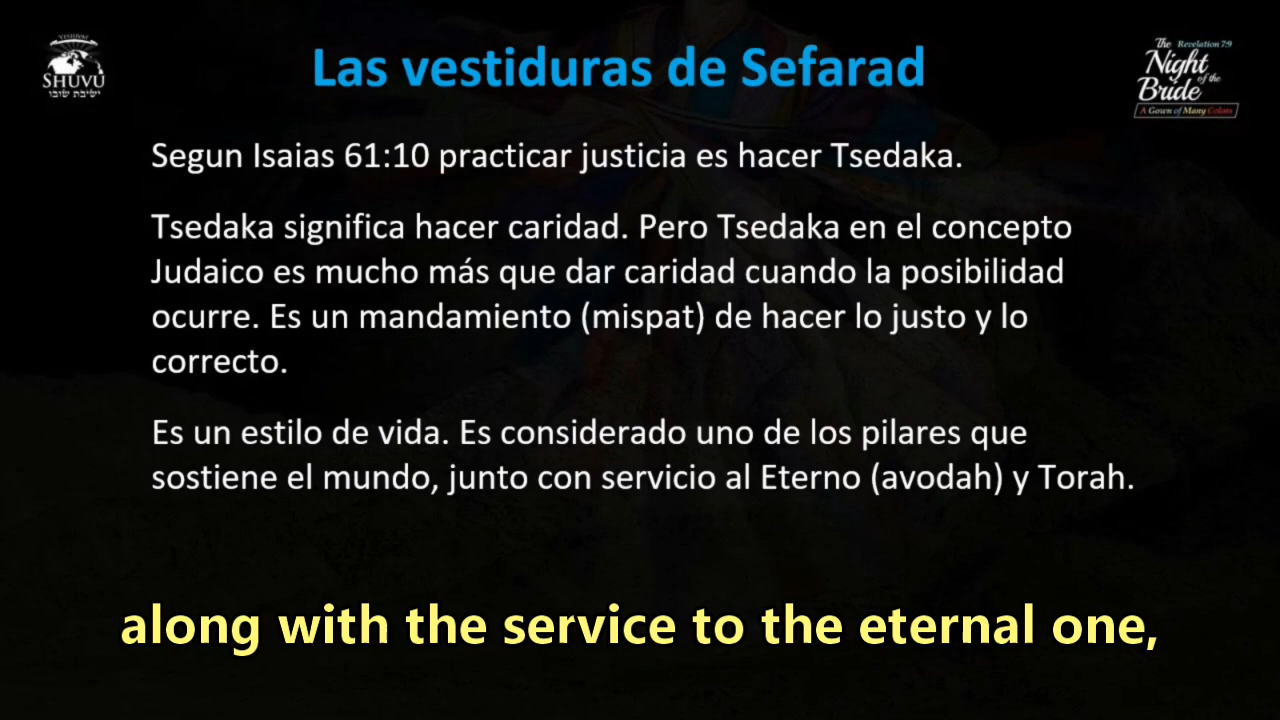 YESHIVAT
SHUVU
ישיבת שובו
Las vestiduras de Sefarad
The Revelation 7:9
Night
of the
Bride
A Gown of Many Colors
Segun Isaias 61:10 practicar justicia es hacer Tsedaka.
Tsedaka significa hacer caridad. Pero Tsedaka en el concepto
Judaico es mucho más que dar caridad cuando la posibilidad
ocurre. Es un mandamiento (mispat) de hacer lo justo y lo
correcto.
Es un estilo de vida. Es considerado uno de los pilares que
sostiene el mundo, junto con servicio al Eterno (avodah) y Torah.
along with the service to the eternal one,